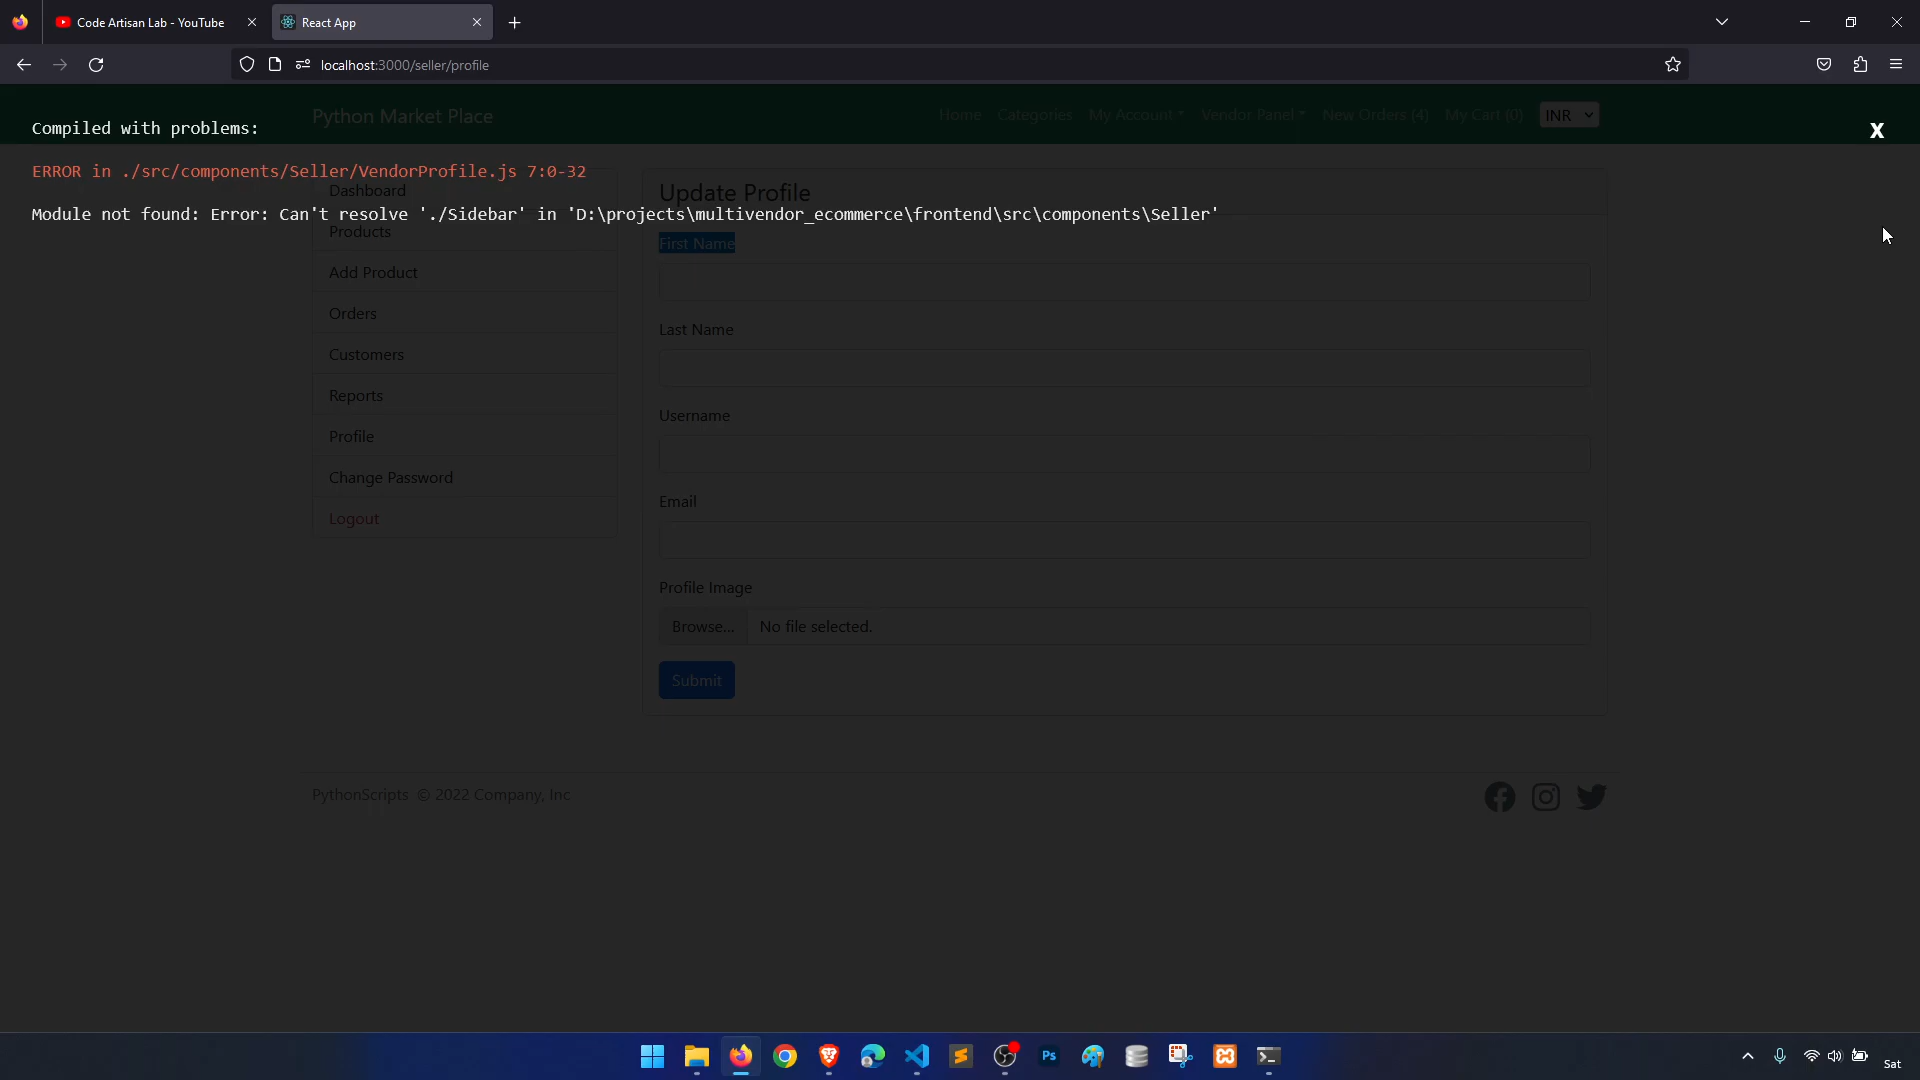 Code Artisan Lab - YouTube
React App
localhost:3000/seller/profile
Python Market Place
Home
Categories
My Account
Vendor Panel
New Orders (4)
My Cart (0)
INR
Compiled with problems:
X
ERROR in ./src/components/Seller/VendorProfile.js 7:0-32
Module not found: Error: Can't resolve './Sidebar' in 'D:\projects\multivendor_ecommerce\frontend\src\components\Seller'
Dashboard
Products
Add Product
Orders
Customers
Reports
Profile
Change Password
Logout
Update Profile
First Name
Last Name
Username
Email
Profile Image
Browse... No file selected.
Submit
PythonScripts © 2022 Company, Inc
Ps
Sat